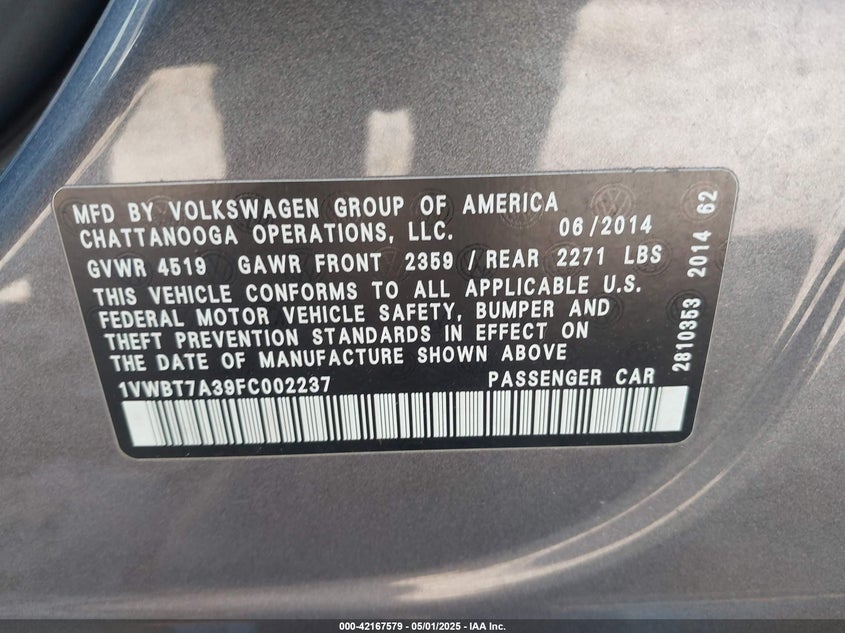 MFD BY VOLKSWAGEN GROUP OF AMERICA
CHATTANOOGA OPERATIONS, LLC. 06/2014
GVWR 4519 GAWR FRONT 2359 / REAR 2271 LBS
THIS VEHICLE CONFORMS TO ALL APPLICABLE U.S.
FEDERAL MOTOR VEHICLE SAFETY, BUMPER AND
THEFT PREVENTION STANDARDS IN EFFECT ON
THE DATE OF MANUFACTURE SHOWN ABOVE
1VWBT7A39FC002237 PASSENGER CAR
2810353 2014 62
000-42167579 - 05/01/2025 - IAA Inc.